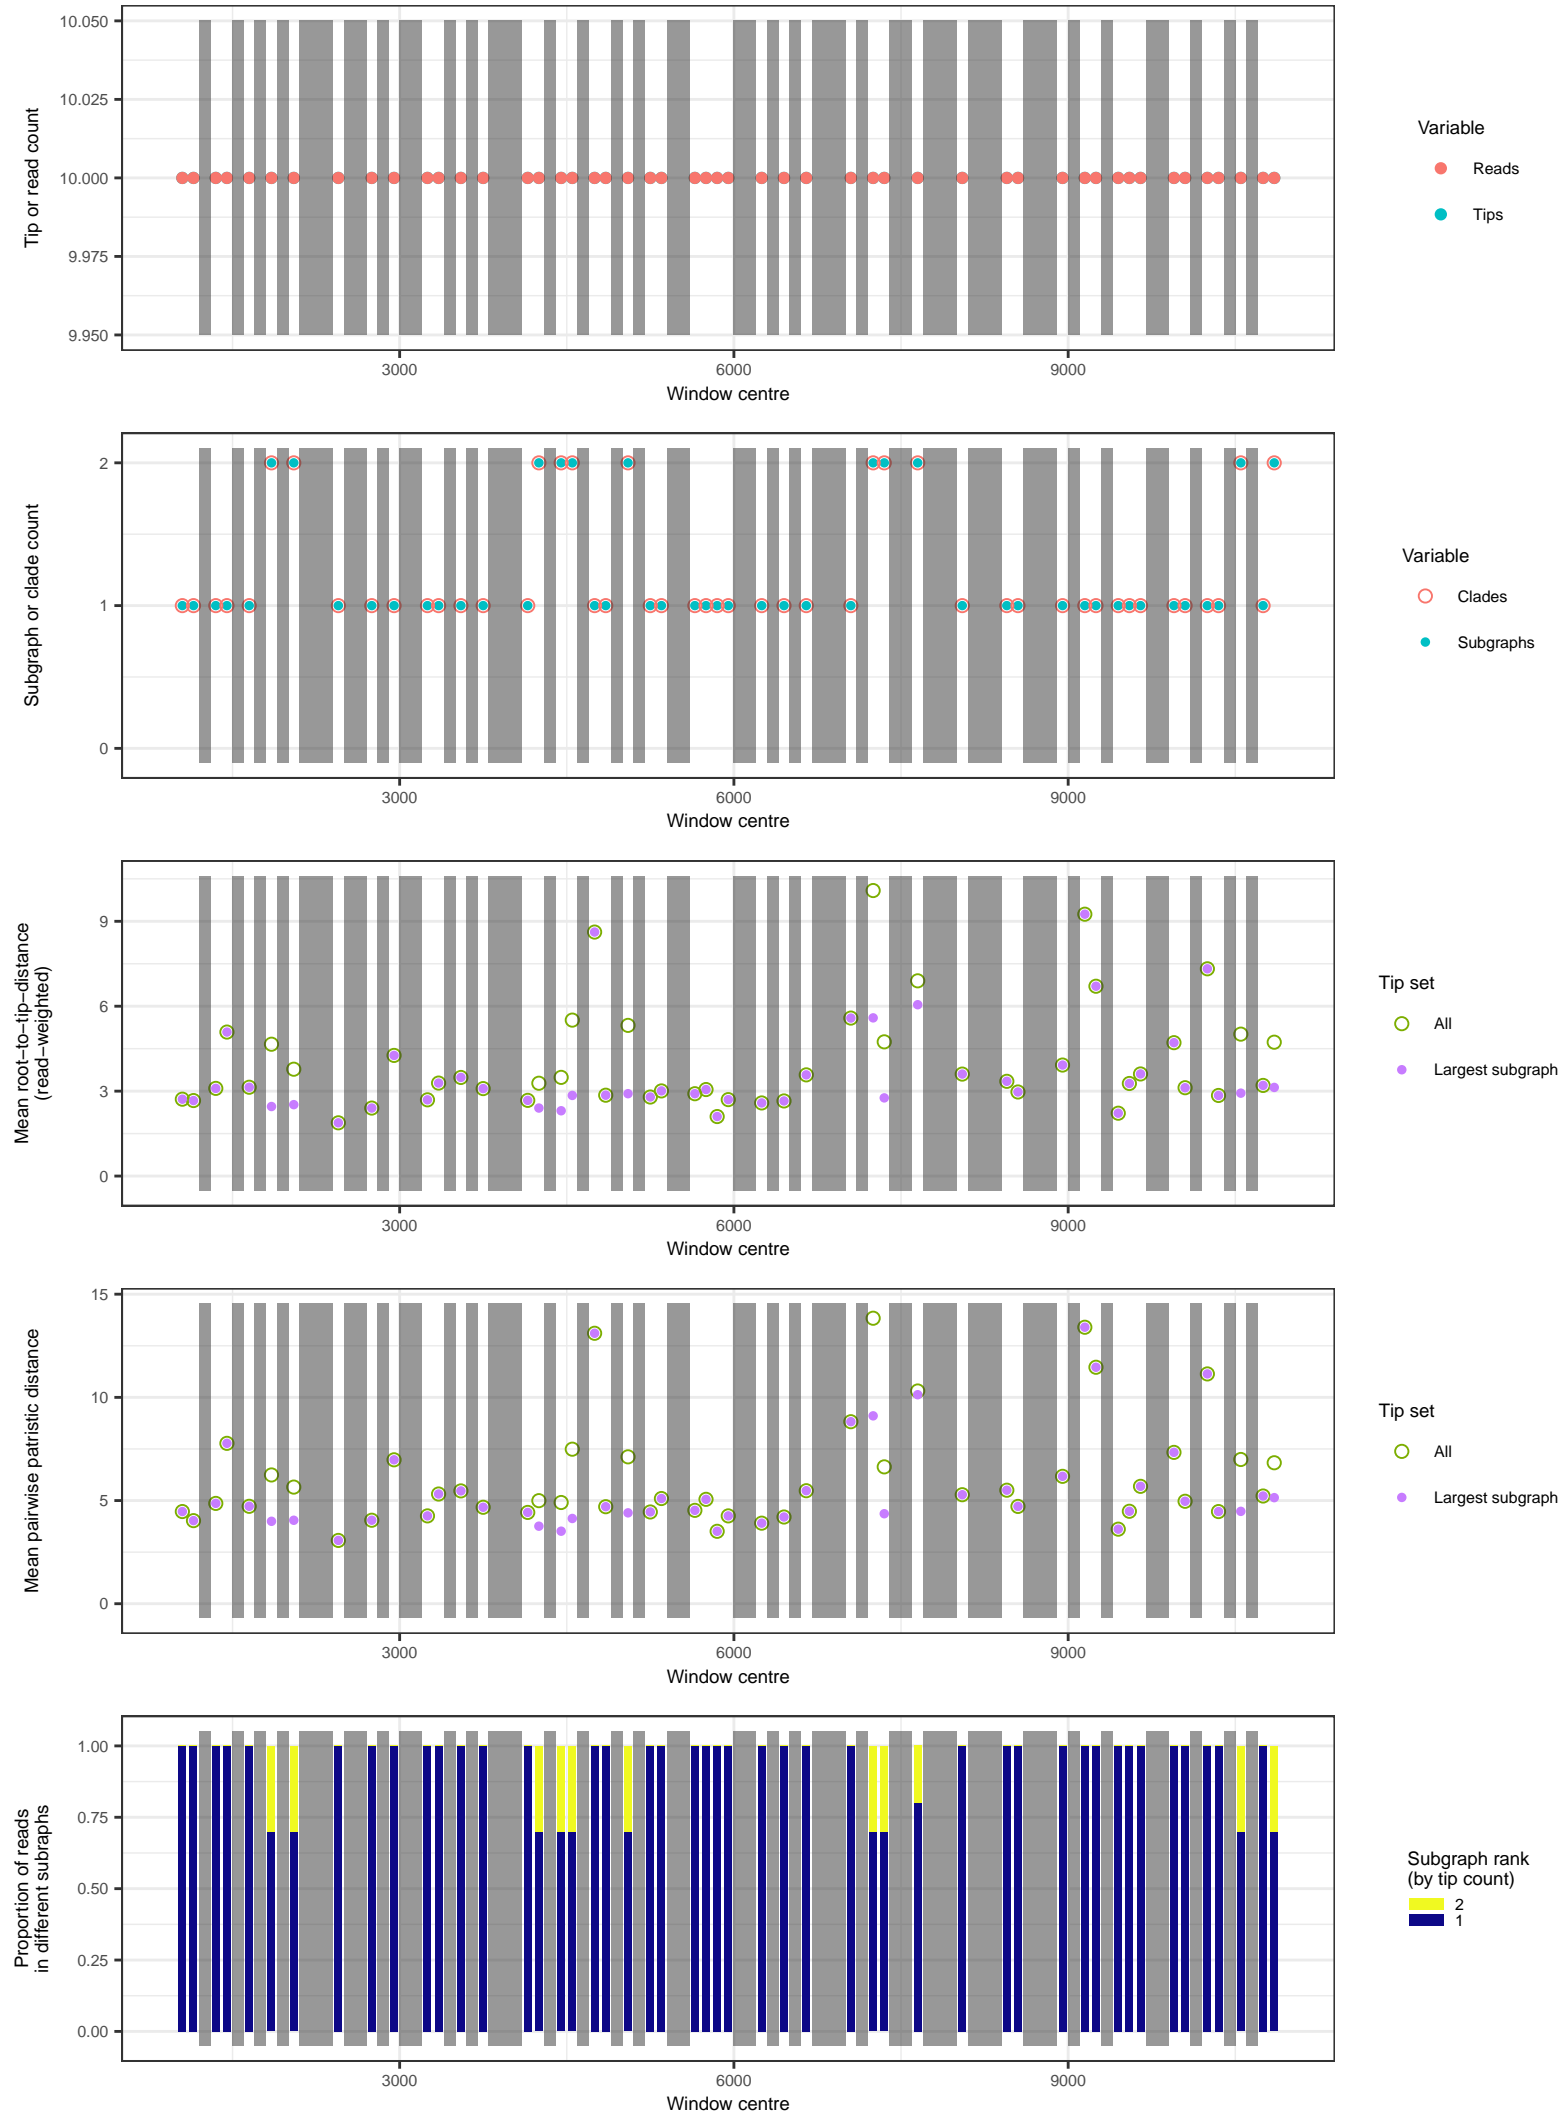 10.050
10.025
10.000
9.975
9.950
Tip or read count
3000
6000
9000
Window centre
Variable
Reads
Tips
2
1
0
Subgraph or clade count
3000
6000
9000
Window centre
Variable
Clades
Subgraphs
9
6
3
0
Mean root−to−tip−distance
(read−weighted)
3000
6000
9000
Window centre
Tip set
All
Largest subgraph
15
10
5
0
Mean pairwise patristic distance
3000
6000
9000
Window centre
Tip set
All
Largest subgraph
1.00
0.75
0.50
0.25
0.00
Proportion of reads
in different subraphs
3000
6000
9000
Window centre
Subgraph rank
(by tip count)
2
1